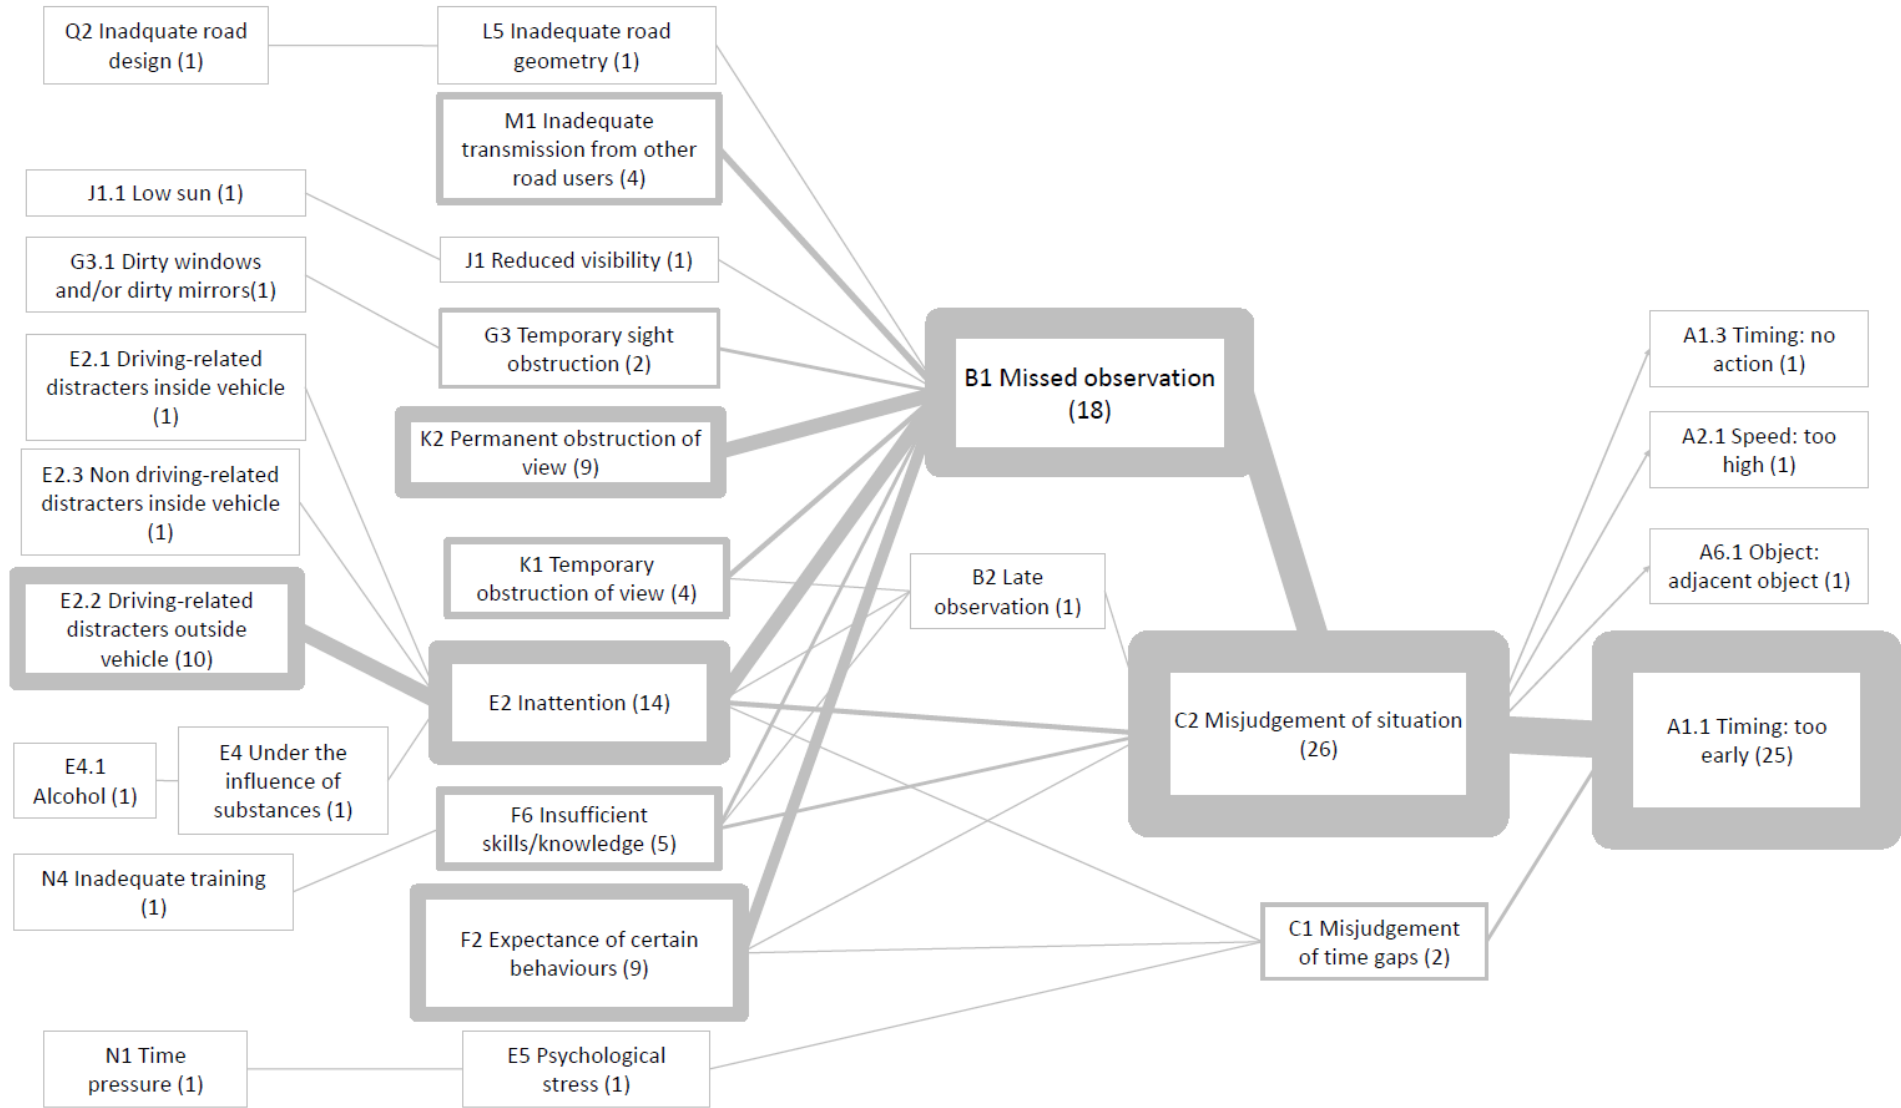 Q2 Inadquate road
design (1)
L5 Inadequate road
geometry (1)
M1 Inadequate
transmission from other
road users (4)
J1.1 Low sun (1)
G3.1 Dirty windows
and/or dirty mirrors(1)
J1 Reduced visibility (1)
G3 Temporary sight
obstruction (2)
E2.1 Driving-related
distracters inside vehicle
(1)
K2 Permanent obstruction of
view (9)
E2.3 Non driving-related
distracters inside vehicle
(1)
K1 Temporary
obstruction of view (4)
E2.2 Driving-related
distracters outside
vehicle (10)
E2 Inattention (14)
E4.1
Alcohol (1)
E4 Under the
influence of
substances (1)
F6 Insufficient
skills/knowledge (5)
N4 Inadequate training
(1)
F2 Expectance of certain
behaviours (9)
N1 Time
pressure (1)
E5 Psychological
stress (1)
B1 Missed observation
(18)
B2 Late
observation (1)
C2 Misjudgement of situation
(26)
C1 Misjudgement
of time gaps (2)
A1.3 Timing: no
action (1)
A2.1 Speed: too
high (1)
A6.1 Object:
adjacent object (1)
A1.1 Timing: too
early (25)